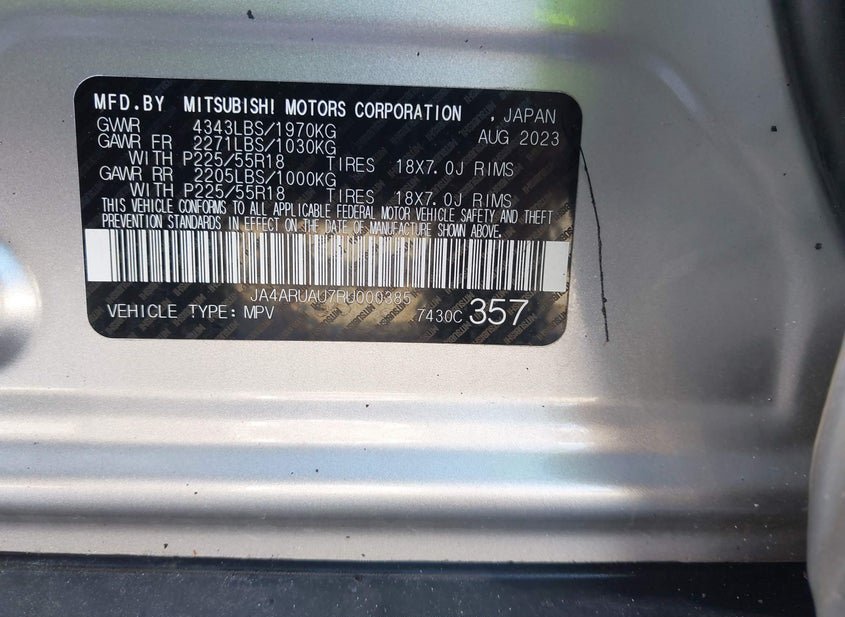 MFD.BY MITSUBISHI MOTORS CORPORATION , JAPAN
GVWR 4343LBS/1970KG AUG 2023
GAWR FR 2271LBS/1030KG
WITH P225/55R18 TIRES 18X7.0J RIMS
GAWR RR 2205LBS/1000KG
WITH P225/55R18 TIRES 18X7.0J RIMS
THIS VEHICLE CONFORMS TO ALL APPLICABLE FEDERAL MOTOR VEHICLE SAFETY AND THEFT
PREVENTION STANDARDS IN EFFECT ON THE DATE OF MANUFACTURE SHOWN ABOVE.
JA4ARUAU7RU000385
VEHICLE TYPE: MPV 7430C 357